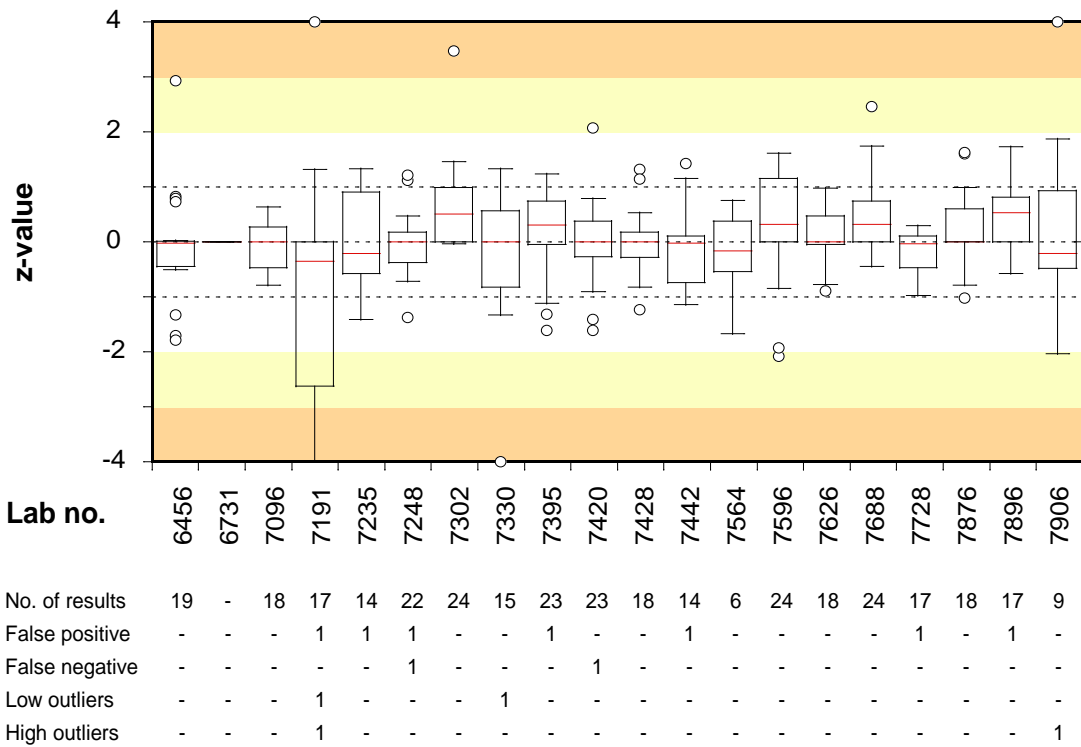 4
2
0
-2
-4
z-value
Lab no. 6456 6731 7096 7191 7235 7248 7302 7330 7395 7420 7428 7442 7564 7596 7626 7688 7728 7876 7896 7906
No. of results 19 - 18 17 14 22 24 15 23 23 18 14 6 24 18 24 17 18 17 9
False positive - - - 1 1 1 - - 1 - - 1 - - - - 1 - 1 -
False negative - - - - - 1 - - - 1 - - - - - - - - - -
Low outliers - - - 1 - - - 1 - - - - - - - - - - - -
High outliers - - - 1 - - - - - - - - - - - - - - - 1